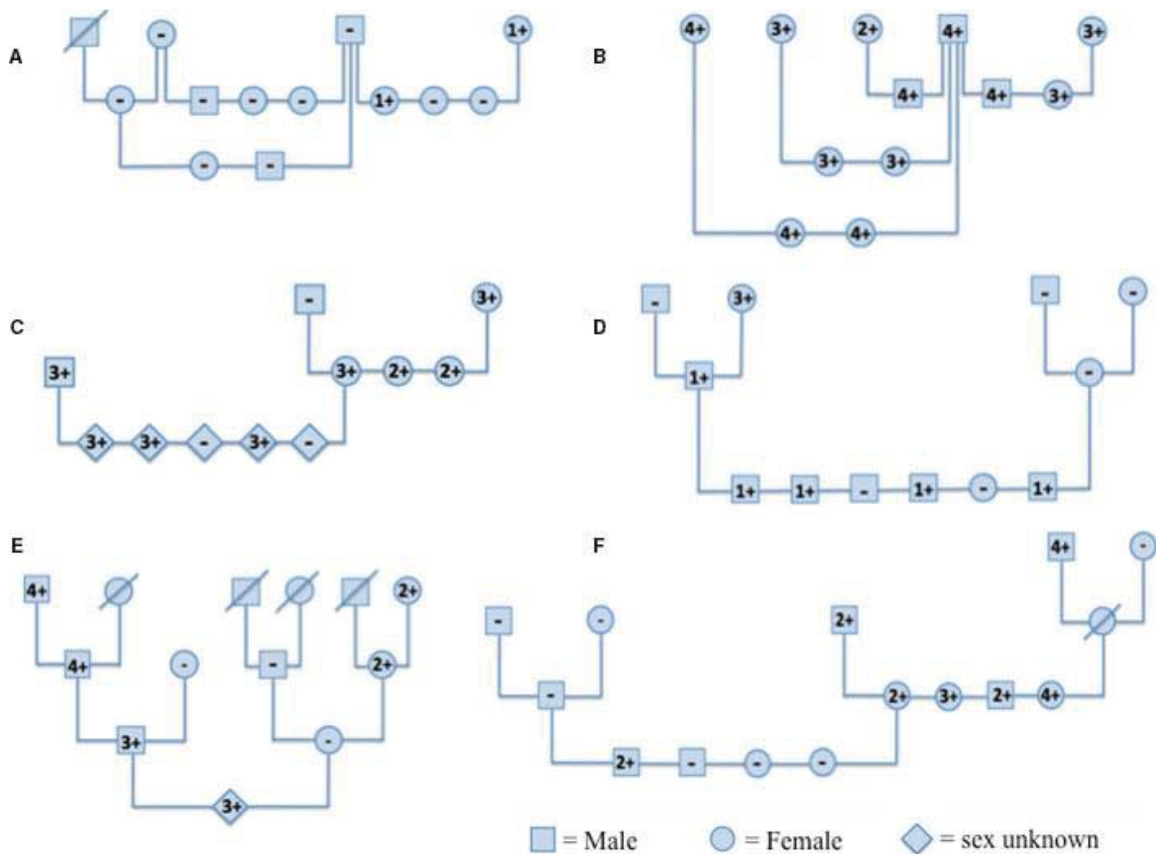 A
- - 1+
- - - - 1+ - -
- -
B
4+ 3+ 2+ 4+ 3+
4+ 4+ 3+
3+ 3+
4+ 4+
C
- 3+
3+ 3+ 2+ 2+
3+ 3+ - 3+ -
D
- 3+ - -
1+ -
1+ 1+ - 1+ - 1+
E
4+ 2+
4+ - - 2+
3+ -
3+
F
4+ -
- - 2+
- 2+ 3+ 2+ 4+
2+ - - -
= Male = Female = sex unknown